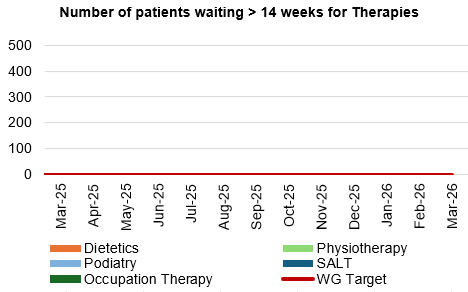 Number of patients waiting > 14 weeks for Therapies
500
400
300
200
100
0
Mar-25 Apr-25 May-25 Jun-25 Jul-25 Aug-25 Sep-25 Oct-25 Nov-25 Dec-25 Jan-26 Feb-26 Mar-26
Dietetics Physiotherapy
Podiatry SALT
Occupation Therapy WG Target